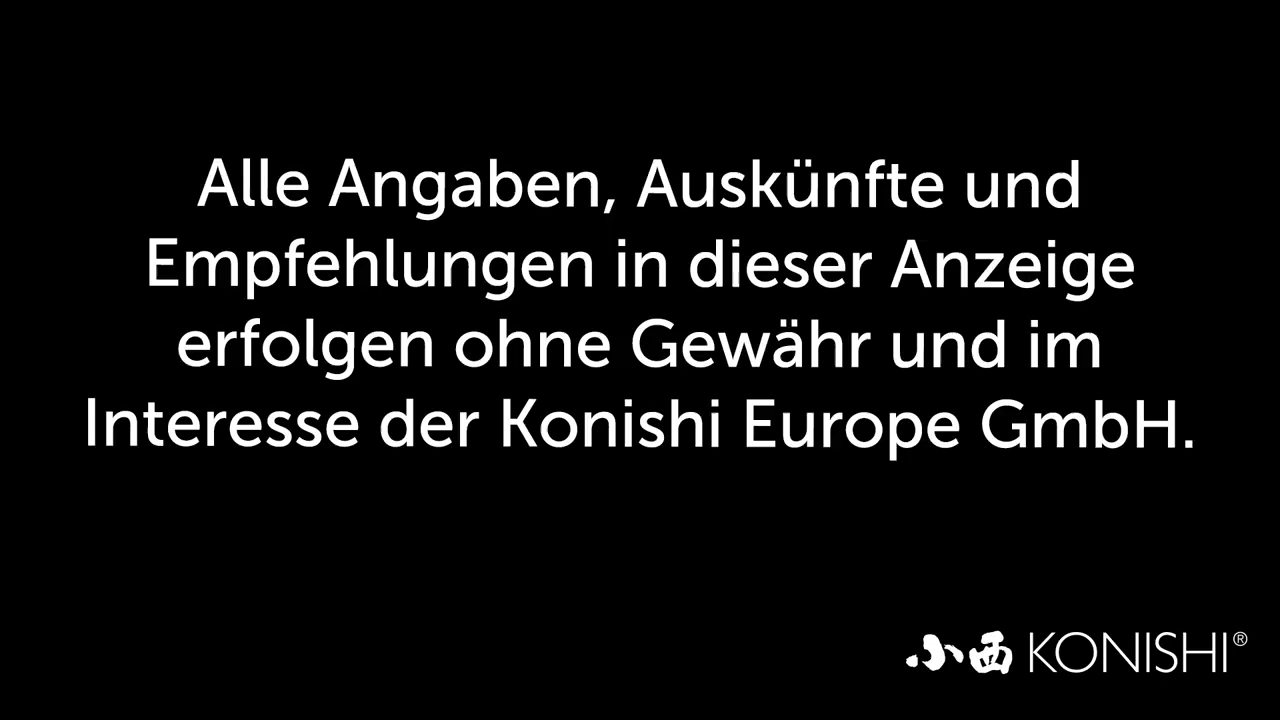 Alle Angaben, Auskünfte und
Empfehlungen in dieser Anzeige
erfolgen ohne Gewähr und im
Interesse der Konishi Europe GmbH.
小西 KONISHI®